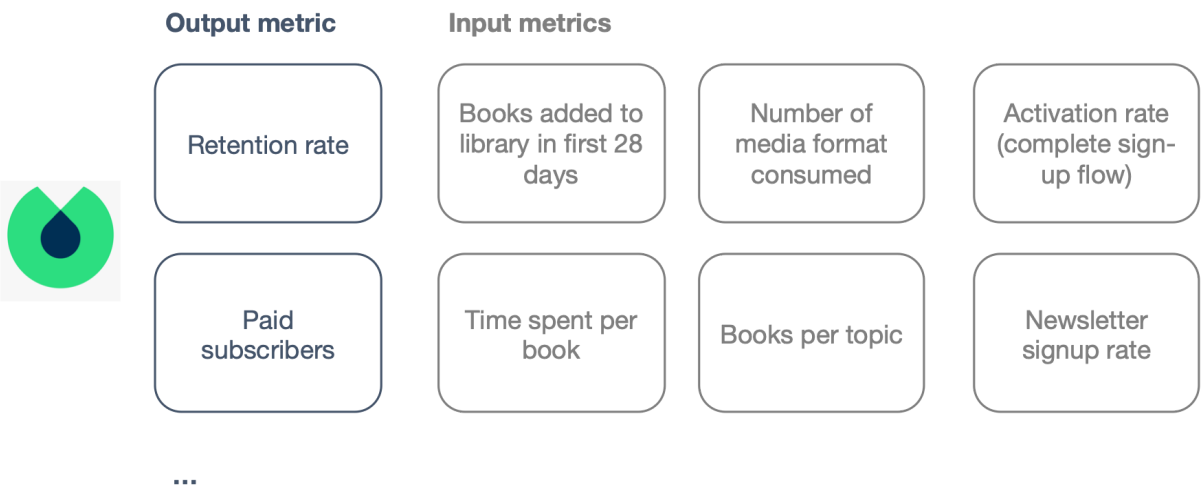 Output metric
Input metrics
Retention rate
Books added to
library in first 28
days
Number of
media format
consumed
Activation rate
(complete sign-
up flow)
Paid
subscribers
Time spent per
book
Books per topic
Newsletter
signup rate
...